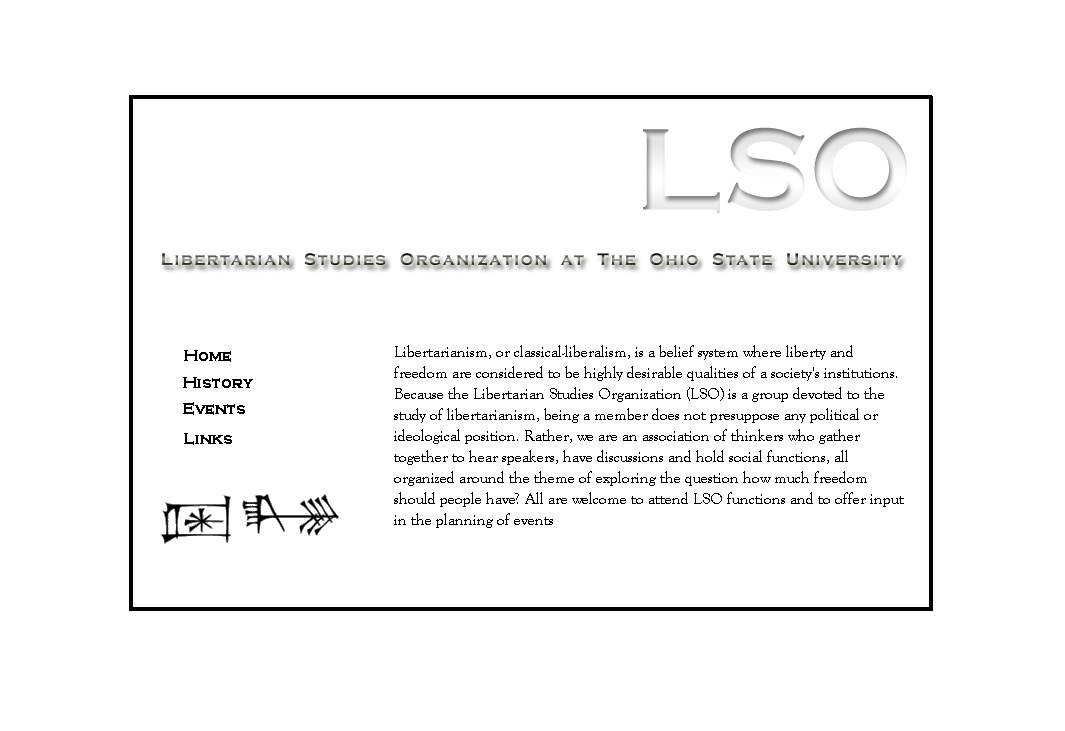 LSO
Libertarian Studies Organization at The Ohio State University
Home
History
Events
Links
Libertarianism, or classical-liberalism, is a belief system where liberty and
freedom are considered to be highly desirable qualities of a society's institutions.
Because the Libertarian Studies Organization (LSO) is a group devoted to the
study of libertarianism, being a member does not presuppose any political or
ideological position. Rather, we are an association of thinkers who gather
together to hear speakers, have discussions and hold social functions, all
organized around the theme of exploring the question how much freedom
should people have? All are welcome to attend LSO functions and to offer input
in the planning of events
𒂼𒄄